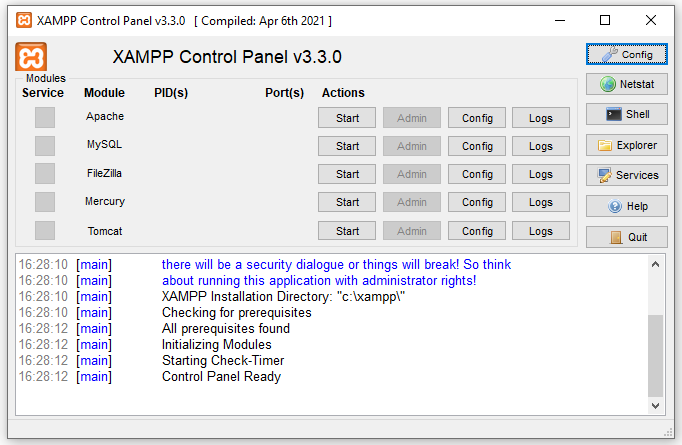 XAMPP Control Panel v3.3.0 [ Compiled: Apr 6th 2021 ]
XAMPP Control Panel v3.3.0
Config
Modules
Service Module PID(s) Port(s) Actions
Netstat
Apache Start Admin Config Logs
Shell
MySQL Start Admin Config Logs
Explorer
FileZilla Start Admin Config Logs
Services
Mercury Start Admin Config Logs
Help
Tomcat Start Admin Config Logs
Quit
16:28:10 [main] there will be a security dialogue or things will break! So think
16:28:10 [main] about running this application with administrator rights!
16:28:10 [main] XAMPP Installation Directory: "c:\xampp\"
16:28:10 [main] Checking for prerequisites
16:28:12 [main] All prerequisites found
16:28:12 [main] Initializing Modules
16:28:12 [main] Starting Check-Timer
16:28:12 [main] Control Panel Ready